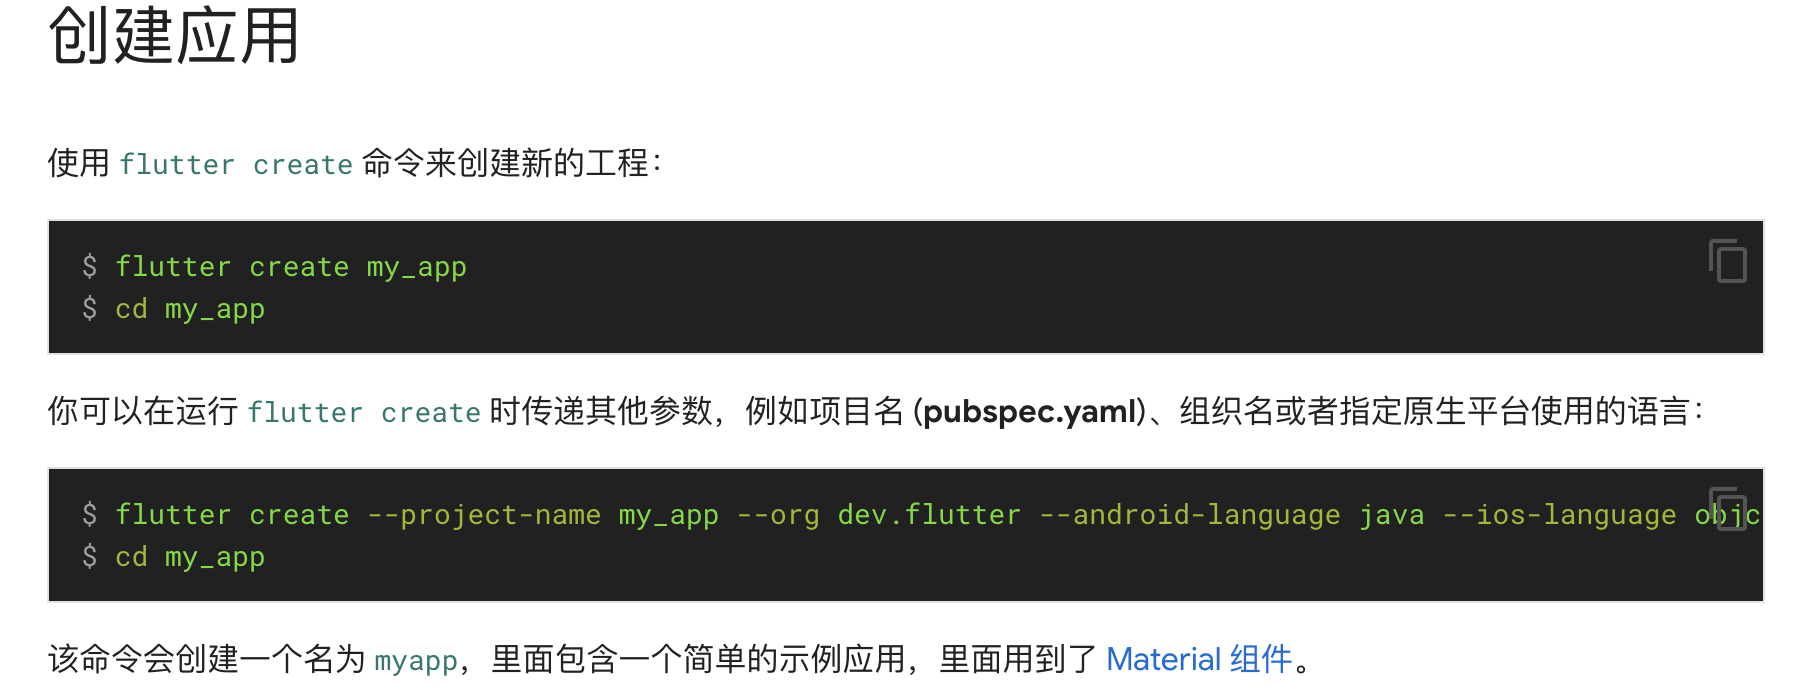 创建应用
使用 flutter create 命令来创建新的工程：
$ flutter create my_app
$ cd my_app
你可以在运行 flutter create 时传递其他参数，例如项目名 (pubspec.yaml)、组织名或者指定原生平台使用的语言：
$ flutter create --project-name my_app --org dev.flutter --android-language java --ios-language objc
$ cd my_app
该命令会创建一个名为 myapp，里面包含一个简单的示例应用，里面用到了 Material 组件。